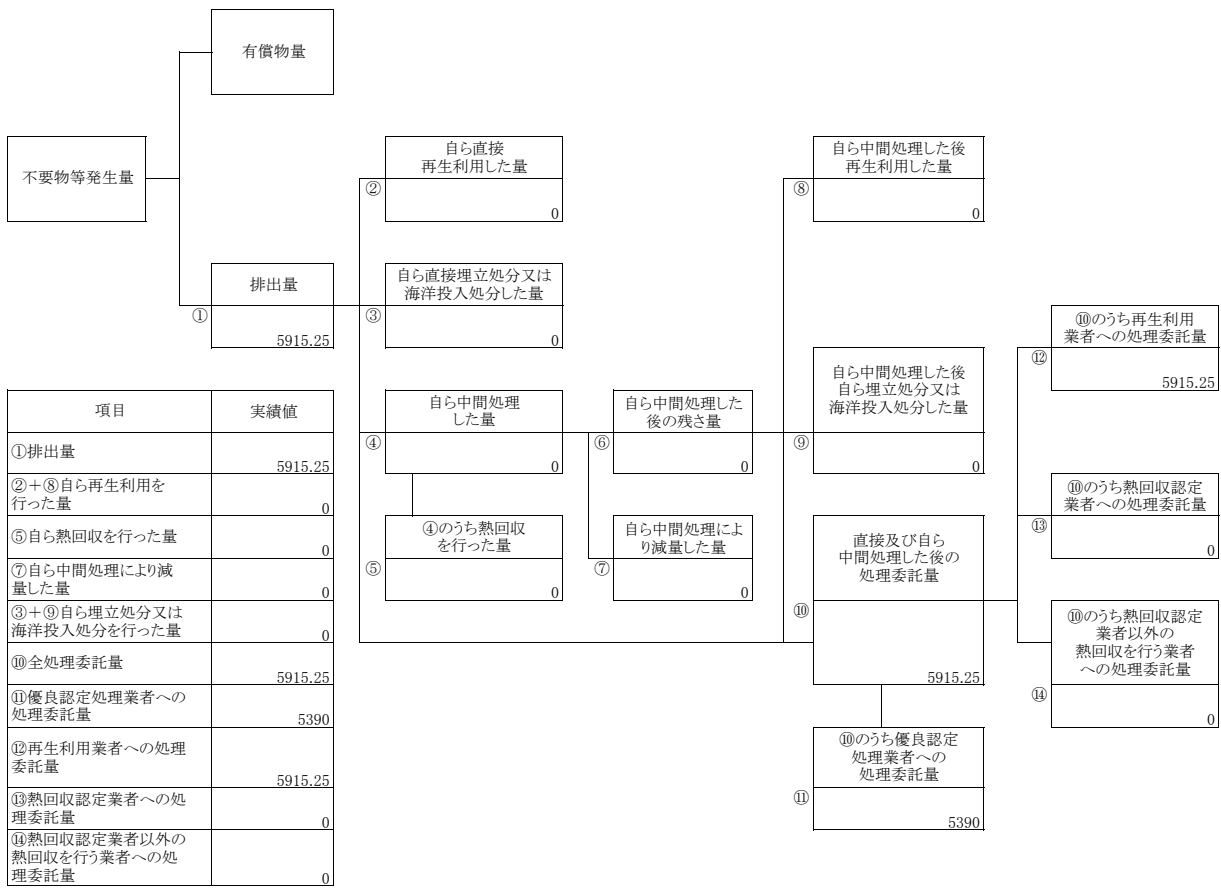 有償物量
不要物等発生量
自ら直接
再生利用した量
②
0
自ら中間処理した後
再生利用した量
⑧
0
排出量
①
5915.25
自ら直接埋立処分又は
海洋投入処分した量
③
0
⑩のうち再生利用
業者への処理委託量
⑫
5915.25
自ら中間処理
した量
④
0
自ら中間処理した
後の残さ量
⑥
0
自ら中間処理した後
自ら埋立処分又は
海洋投入処分した量
⑨
0
⑩のうち熱回収認定
業者への処理委託量
⑬
0
④のうち熱回収
を行った量
⑤
0
自ら中間処理によ
り減量した量
⑦
0
直接及び自ら
中間処理した後の
処理委託量
⑩
5915.25
⑩のうち熱回収認定
業者以外の
熱回収を行う業者
への処理委託量
⑭
0
⑩のうち優良認定
処理業者への
処理委託量
⑪
5390
項目 実績値
①排出量
5915.25
②+⑧自ら再生利用を
行った量
0
⑤自ら熱回収を行った量
0
⑦自ら中間処理により減
量した量
0
③+⑨自ら埋立処分又は
海洋投入処分を行った量
0
⑩全処理委託量
5915.25
⑪優良認定処理業者への
処理委託量
5390
⑫再生利用業者への処理
委託量
5915.25
⑬熱回収認定業者への処
理委託量
0
⑭熱回収認定業者以外の
熱回収を行う業者への処
理委託量
0